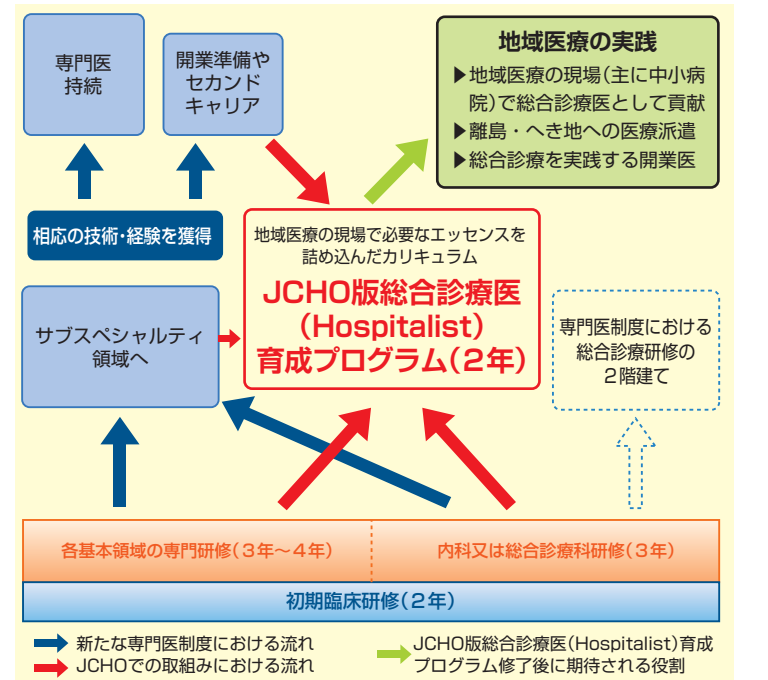 専門医
持続
開業準備や
セカンド
キャリア
地域医療の実践
▶地域医療の現場（主に中小病
院）で総合診療医として貢献
▶離島・へき地への医療派遣
▶総合診療を実践する開業医
相応の技術・経験を獲得
地域医療の現場で必要なエッセンスを
詰め込んだカリキュラム
JCHO版総合診療医
（Hospitalist）
育成プログラム（２年）
サブスペシャルティ
領域へ
専門医制度における
総合診療研修の
２階建て
各基本領域の専門研修（３年～４年）
内科又は総合診療科研修（３年）
初期臨床研修（２年）
新たな専門医制度における流れ
JCHOでの取組みにおける流れ
JCHO版総合診療医（Hospitalist）育成
プログラム修了後に期待される役割